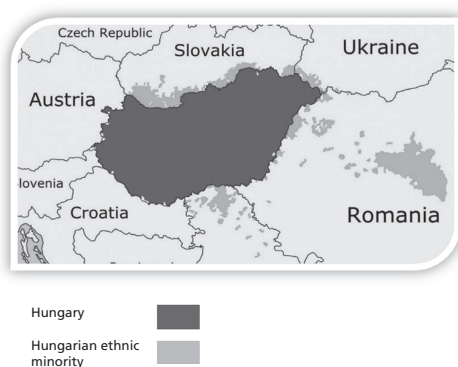 Czech Republic
Slovakia
Ukraine
Austria
lovenia
Croatia
Romania
Hungary
Hungarian ethnic
minority